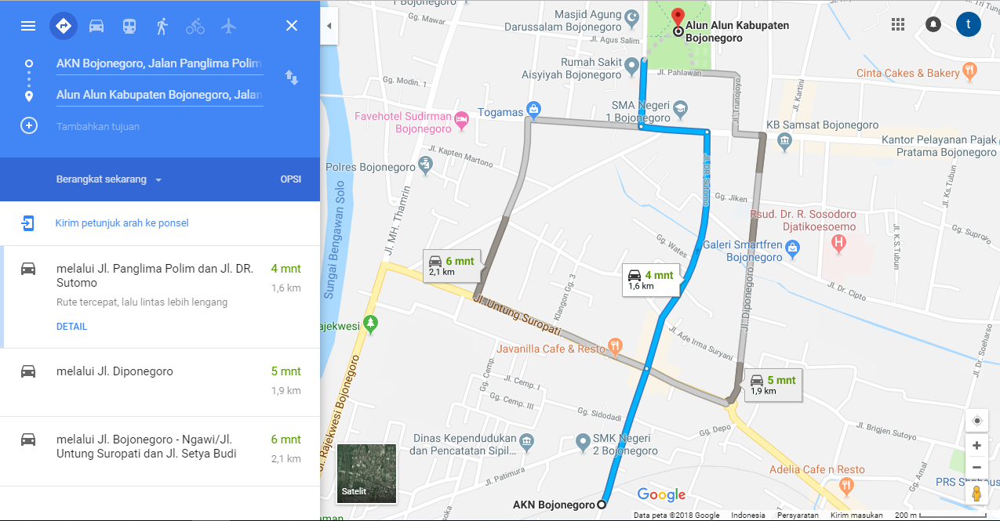 AKN Bojonegoro, Jalan Panglima Polim
Alun Alun Kabupaten Bojonegoro, Jalan
Tambahkan tujuan
Berangkat sekarang
OPSI
Kirim petunjuk arah ke ponsel
melalui Jl. Panglima Polim dan Jl. DR.
Sutomo
4 mnt
1,6 km
Rute tercepat, lalu lintas lebih lengang
DETAIL
melalui Jl. Diponegoro
5 mnt
1,9 km
melalui Jl. Bojonegoro - Ngawi/Jl.
Untung Suropati dan Jl. Setya Budi
6 mnt
2,1 km
1 Bojonegoro
Gg. Mawar
Masjid Agung
Darussalam Bojonegoro
Jl. Agus Salim
Alun Alun Kabupaten
Bojonegoro
t
Rumah Sakit
Aisyiyah Bojonegoro
Jl. Pahlawan
Cinta Cakes & Bakery
Gg. Modin. 1
Jl. Trunojoyo
Jl. Kartini
Togamas
SMA Negeri
1 Bojonegoro
Favehotel Sudirman
Bojonegoro
KB Samsat Bojonegoro
Kantor Pelayanan Pajak
Pratama Bojonegoro
Jl. Kapten Martono
Polres Bojonegoro
Jl. DR. Sutomo
Jl. Ks. Tubun
Jl. MH. Thamrin
Sungai Bengawan Solo
Gg. Jiken
Rsud. Dr. R. Sosodoro
Djatikoesoemo
Jl. K.S. Tubun
Gg. Supro
Gg. Wates
Galeri Smartfren
Bojonegoro
6 mnt
2,1 km
4 mnt
1,6 km
Klangon Gg. 3
Jl. Diponegoro
Jl. Dr. Cipto
Jl. Untung Suropati
ajekwesi
Jl. Ade Irma Suryani
Javanilla Cafe & Resto
Jl. Dr. Soeharso
Gg. Cemp.
Jl. Cemp. I
Gg. Cemp. III
5 mnt
1,9 km
Jl. Rajekwesi Bojonegoro
Gg. Sidodadi
Gg. Depo
Jl. Brigjen Sutoyo
Dinas Kependudukan
dan Pencatatan Sipil...
SMK Negeri
2 Bojonegoro
Jl. Patimura
Gg. Amal
Adelia Cafe n Resto
PRS
Satelit
Google
AKN Bojonegoro
Data peta ©2018 Google
Indonesia
Persyaratan
Kirim masukan
200 m